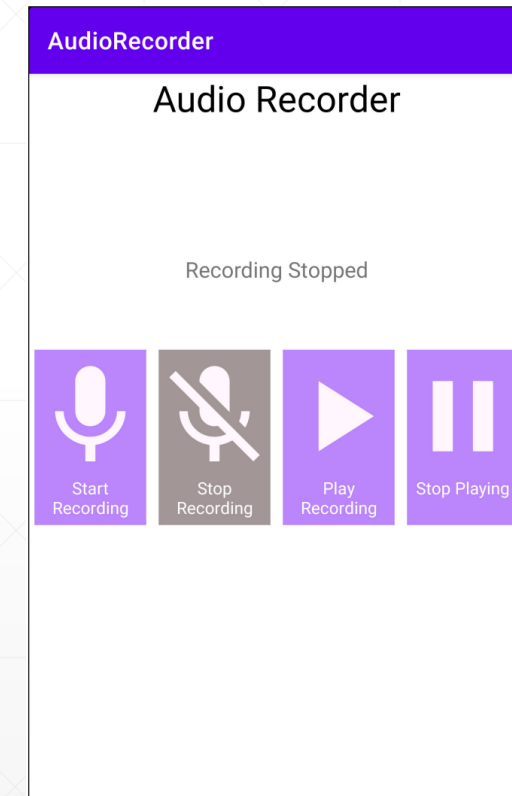 AudioRecorder
Audio Recorder
Recording Stopped
Start
Recording
Stop
Recording
Play
Recording
Stop Playing